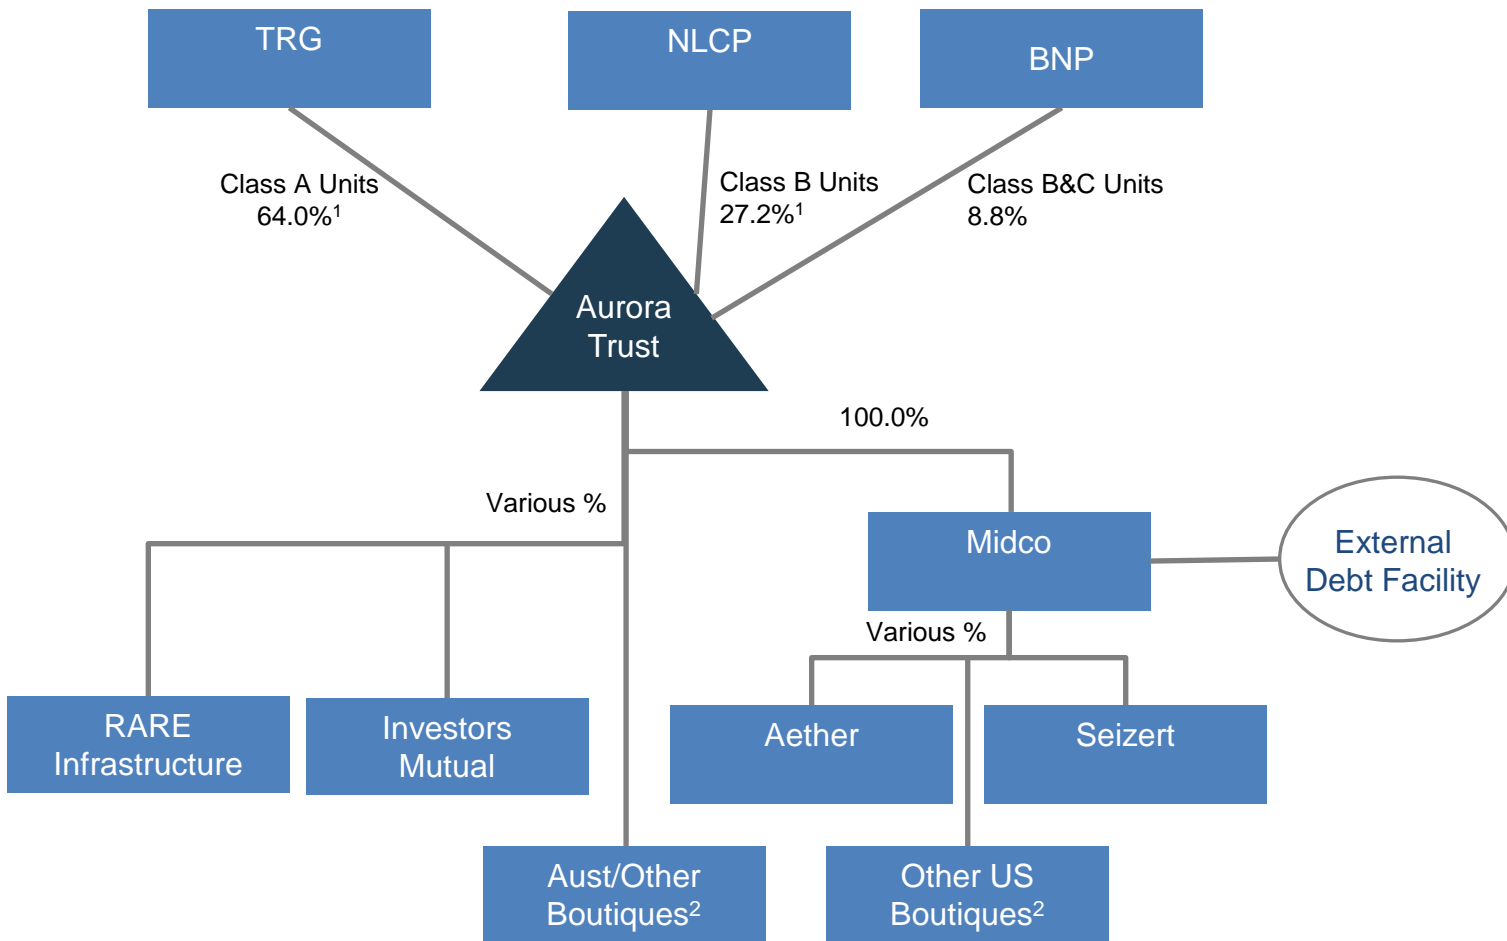 TRG
NLCP
BNP
Class A Units
64.0%¹
Class B Units
27.2%¹
Class B&C Units
8.8%
Aurora
Trust
100.0%
Various %
Midco
External
Debt Facility
Various %
RARE
Infrastructure
Investors
Mutual
Aether
Seizert
Aust/Other
Boutiques²
Other US
Boutiques²